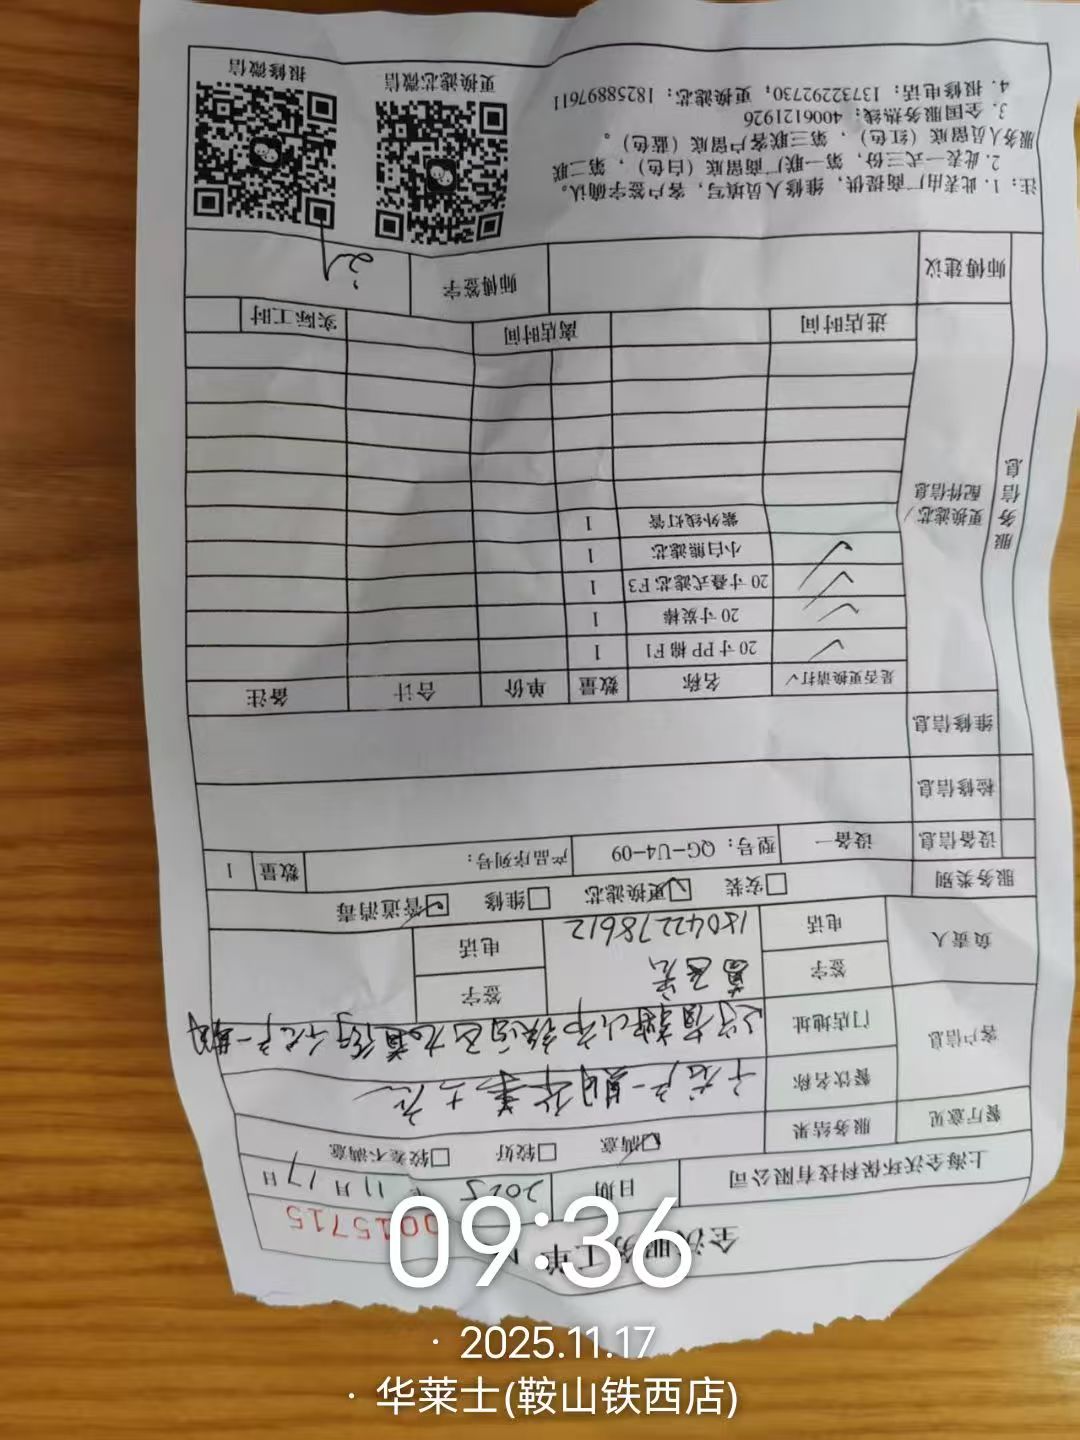 全沃服务工单 0015715
上海全沃环保科技有限公司 日期 2025 年 11月17日
餐厅意见 服务结果 ☑满意 □较好 □较差不满意
客户信息 餐饮名称
门店地址
负责人 签字 签字
电话 18042278612 电话
服务类别 □安装 ☑更换滤芯 □维修 ☑管道消毒
设备信息 设备一 型号：QG-U4-09 产品序列号： 数量 1
检修信息
维修信息
服务信息
更换滤芯/配件信息
是否更换请打✓ 名称 数量 单价 合计 备注
✓ 20寸PP棉F1 1
✓ 20寸炭棒 1
✓ 20寸叠式滤芯F3 1
✓ 小白熊滤芯 1
紫外线灯管 1
进店时间 离店时间 实际工时
师傅建议 师傅签字
注：1．此表由厂商提供，维修人员填写，客户签字确认。
2．此表一式三份，第一联厂商留底（白色），第二联
服务人员留底（红色），第三联客户留底（蓝色）。
3．全国服务热线：4006121926
4．报修电话：13732292730；更换滤芯：18258897611
更换滤芯微信
报修微信
09:36
· 2025.11.17
· 华莱士(鞍山铁西店)